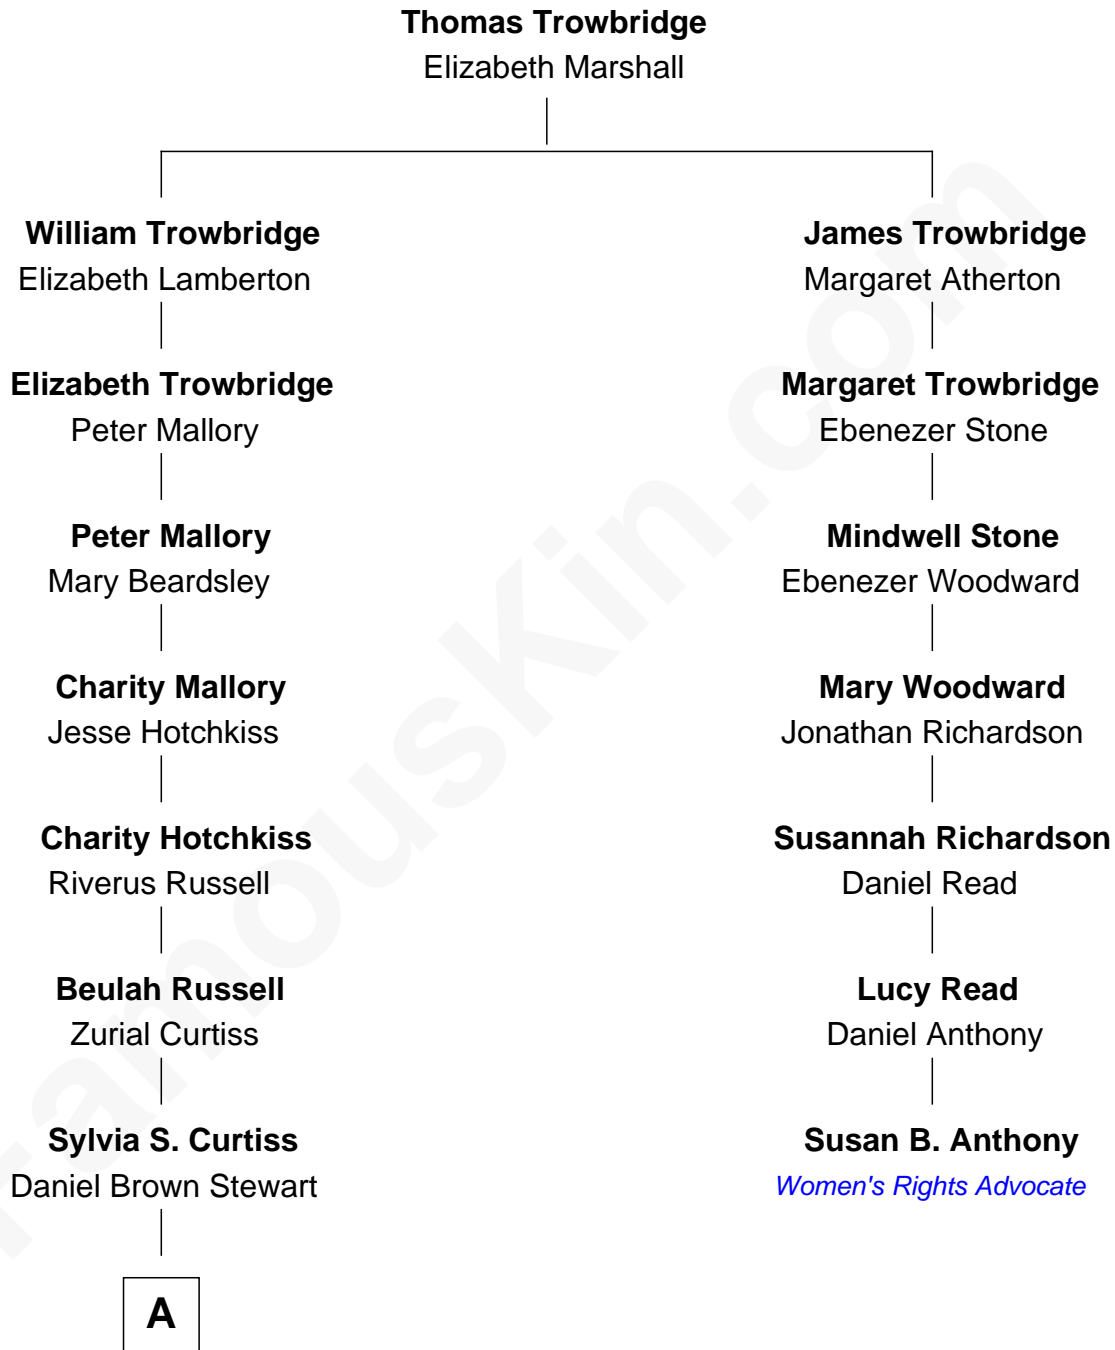 Thomas Trowbridge
Elizabeth Marshall
William Trowbridge
Elizabeth Lamberton
James Trowbridge
Margaret Atherton
Elizabeth Trowbridge
Peter Mallory
Margaret Trowbridge
Ebenezer Stone
Peter Mallory
Mary Beardsley
Mindwell Stone
Ebenezer Woodward
Charity Mallory
Jesse Hotchkiss
Mary Woodward
Jonathan Richardson
Charity Hotchkiss
Riverus Russell
Susannah Richardson
Daniel Read
Beulah Russell
Zurial Curtiss
Lucy Read
Daniel Anthony
Sylvia S. Curtiss
Daniel Brown Stewart
Susan B. Anthony
Women's Rights Advocate
A
FamousKin.com